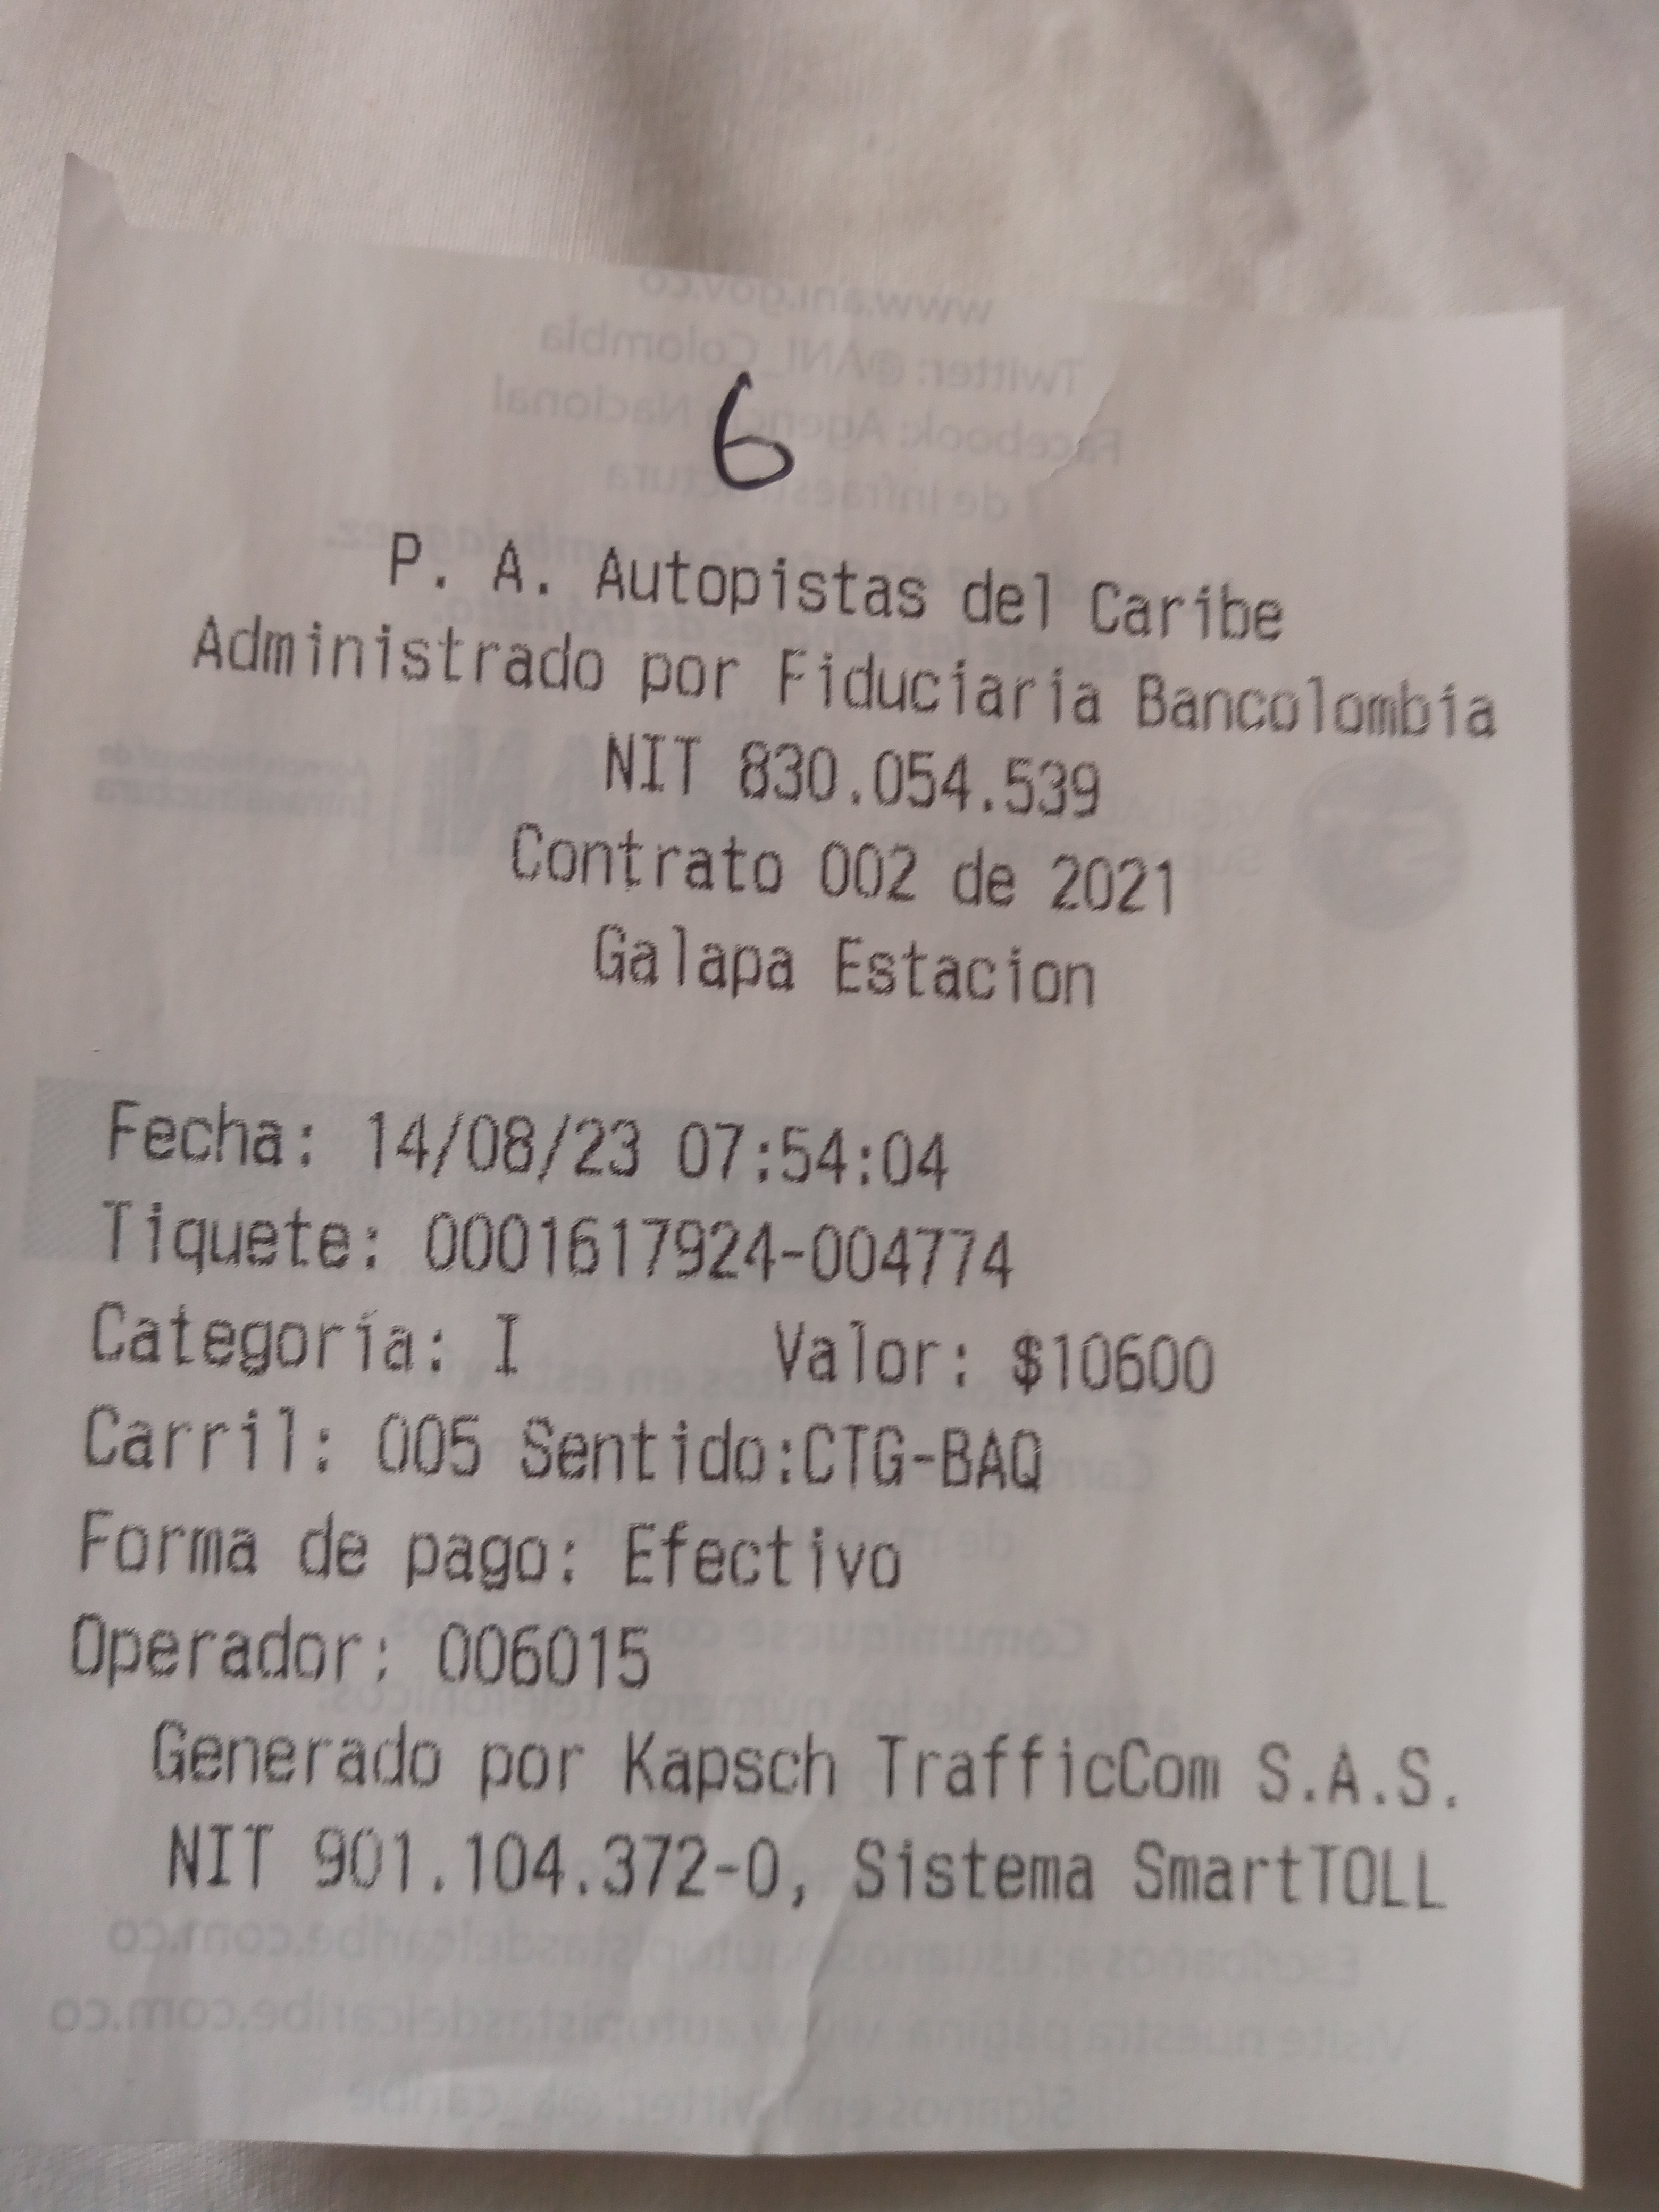 6
P. A. Autopistas del Caribe
Administrado por Fiduciaria Bancolombia
NIT 830.054.539
Contrato 002 de 2021
Galapa Estacion
Fecha: 14/08/23 07:54:04
Tiquete: 0001617924-004774
Categoría: I Valor: $10600
Carril: 005 Sentido:CTG-BAQ
Forma de pago: Efectivo
Operador: 006015
Generado por Kapsch TrafficCom S.A.S.
NIT 901.104.372-0, Sistema SmartTOLL